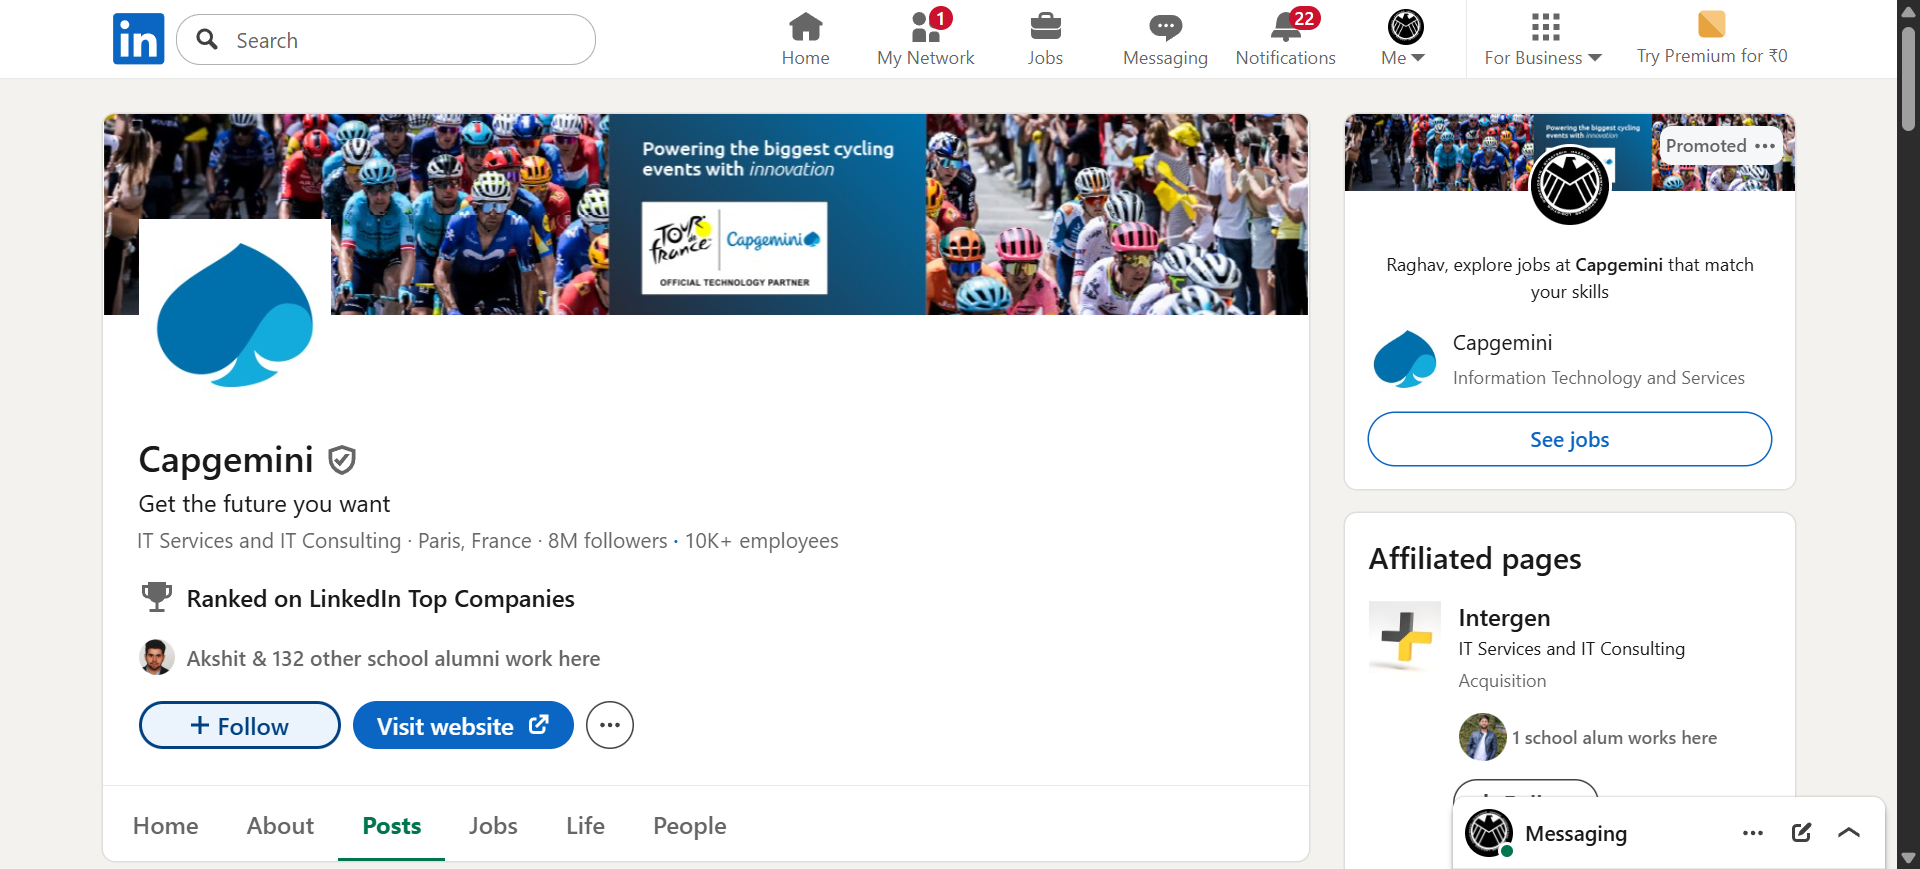 in
Search
1
Home
My Network
Jobs
Messaging
22
Notifications
Me
For Business
Try Premium for ₹0
Powering the biggest cycling
events with innovation
TOUR de france
Capgemini
OFFICIAL TECHNOLOGY PARTNER
Capgemini
Get the future you want
IT Services and IT Consulting · Paris, France · 8M followers · 10K+ employees
Ranked on LinkedIn Top Companies
Akshit & 132 other school alumni work here
+ Follow
Visit website
Home
About
Posts
Jobs
Life
People
Powering the biggest cycling
events with innovation
Promoted
Raghav, explore jobs at Capgemini that match
your skills
Capgemini
Information Technology and Services
See jobs
Affiliated pages
Intergen
IT Services and IT Consulting
Acquisition
1 school alum works here
Messaging